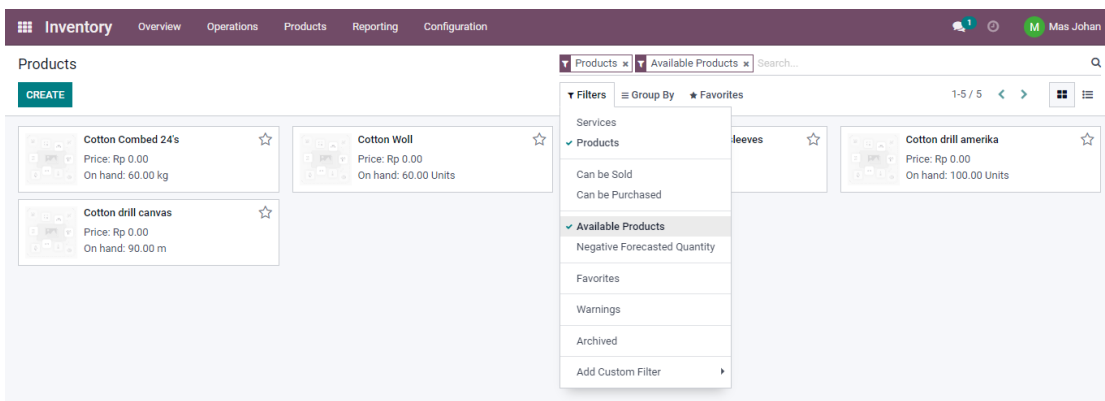 Inventory Overview Operations Products Reporting Configuration 1 M Mas Johan
Products
Products × Available Products × Search...
CREATE
Filters Group By Favorites 1-5 / 5
Services
Products
Can be Sold
Can be Purchased
Available Products
Negative Forecasted Quantity
Favorites
Warnings
Archived
Add Custom Filter
Cotton Combed 24's
Price: Rp 0.00
On hand: 60.00 kg
Cotton Woll
Price: Rp 0.00
On hand: 60.00 Units
sleeves
Cotton drill amerika
Price: Rp 0.00
On hand: 100.00 Units
Cotton drill canvas
Price: Rp 0.00
On hand: 90.00 m